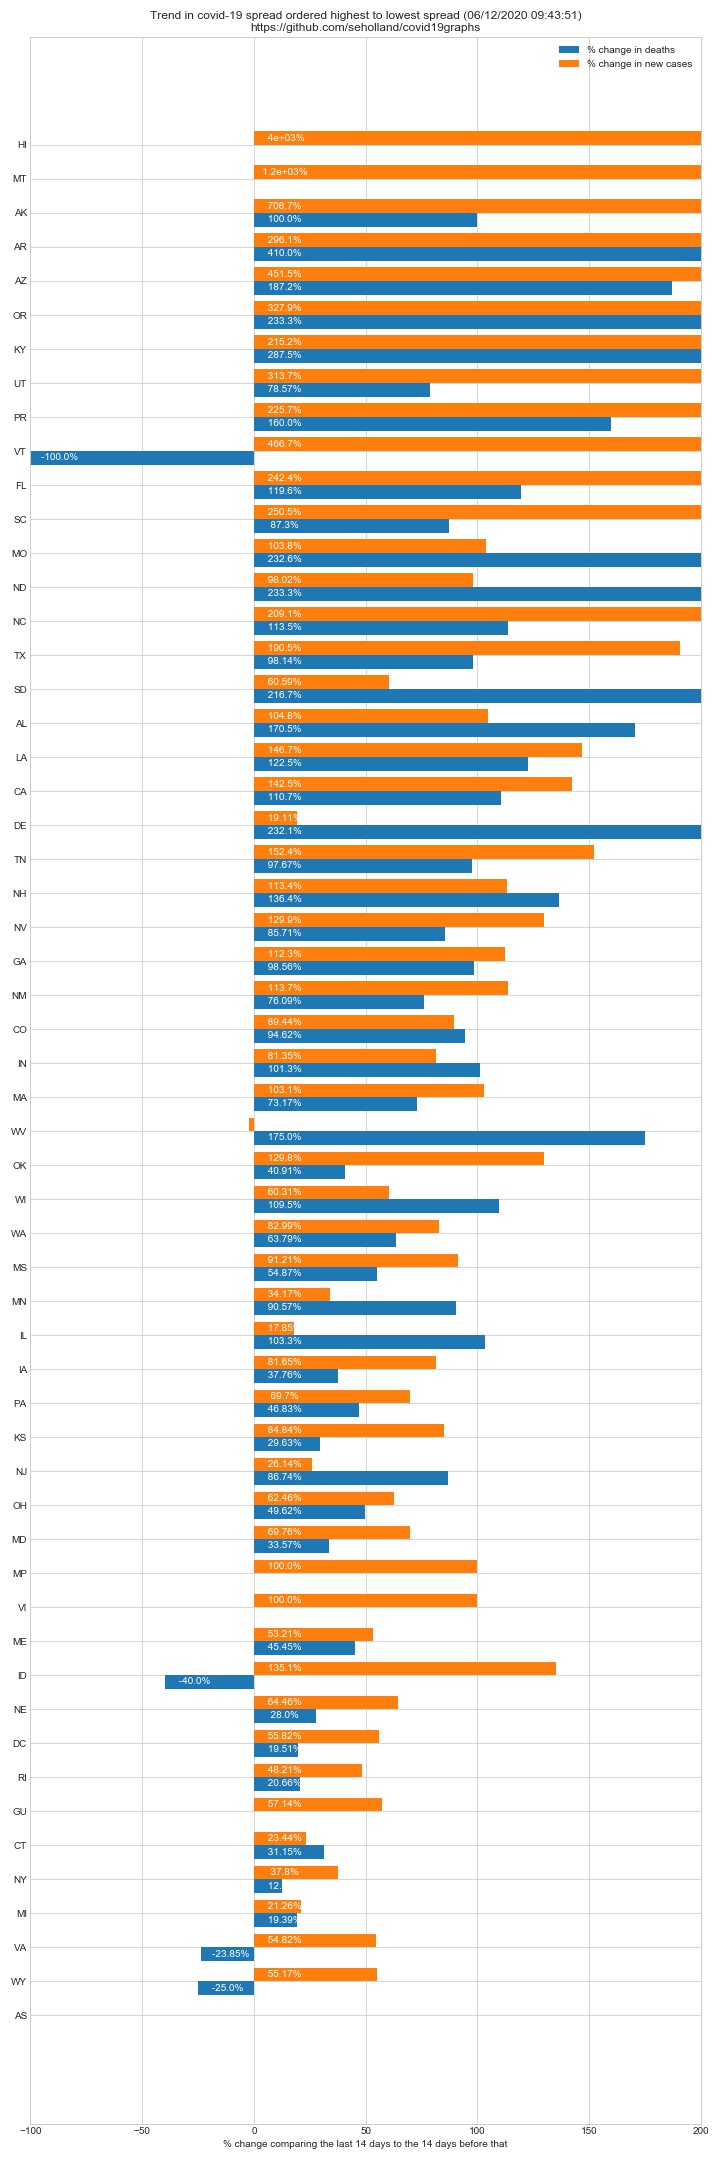 Trend in covid-19 spread ordered highest to lowest spread (06/12/2020 09:43:51)
https://github.com/seholland/covid19graphs
% change in deaths
% change in new cases
HI
4e+03%
MT
1.2e+03%
AK
708.7%
100.0%
AR
296.1%
410.0%
AZ
451.5%
187.2%
OR
327.9%
233.3%
KY
215.2%
287.5%
UT
313.7%
78.57%
PR
225.7%
160.0%
VT
466.7%
-100.0%
FL
242.4%
119.6%
SC
250.5%
87.3%
MO
103.8%
232.6%
ND
98.02%
233.3%
NC
209.1%
113.5%
TX
190.5%
98.14%
SD
60.59%
216.7%
AL
104.8%
170.5%
LA
146.7%
122.5%
CA
142.5%
110.7%
DE
19.11%
232.1%
TN
152.4%
97.67%
NH
113.4%
136.4%
NV
129.9%
85.71%
GA
112.3%
98.56%
NM
113.7%
76.09%
CO
89.44%
94.62%
IN
81.35%
101.3%
MA
103.1%
73.17%
WV
175.0%
OK
129.8%
40.91%
WI
60.31%
109.5%
WA
82.99%
63.79%
MS
91.21%
54.87%
MN
34.17%
90.57%
IL
17.85
103.3%
IA
81.65%
37.76%
PA
69.7%
46.83%
KS
84.84%
29.63%
NJ
26.14%
86.74%
OH
62.46%
49.62%
MD
69.76%
33.57%
MP
100.0%
VI
100.0%
ME
53.21%
45.45%
ID
135.1%
-40.0%
NE
64.46%
28.0%
DC
55.82%
19.51%
RI
48.21%
20.66%
GU
57.14%
CT
23.44%
31.15%
NY
37.8%
12.
MI
21.26%
19.39%
VA
54.82%
-23.85%
WY
55.17%
-25.0%
AS
−100 −50 0 50 100 150 200
% change comparing the last 14 days to the 14 days before that